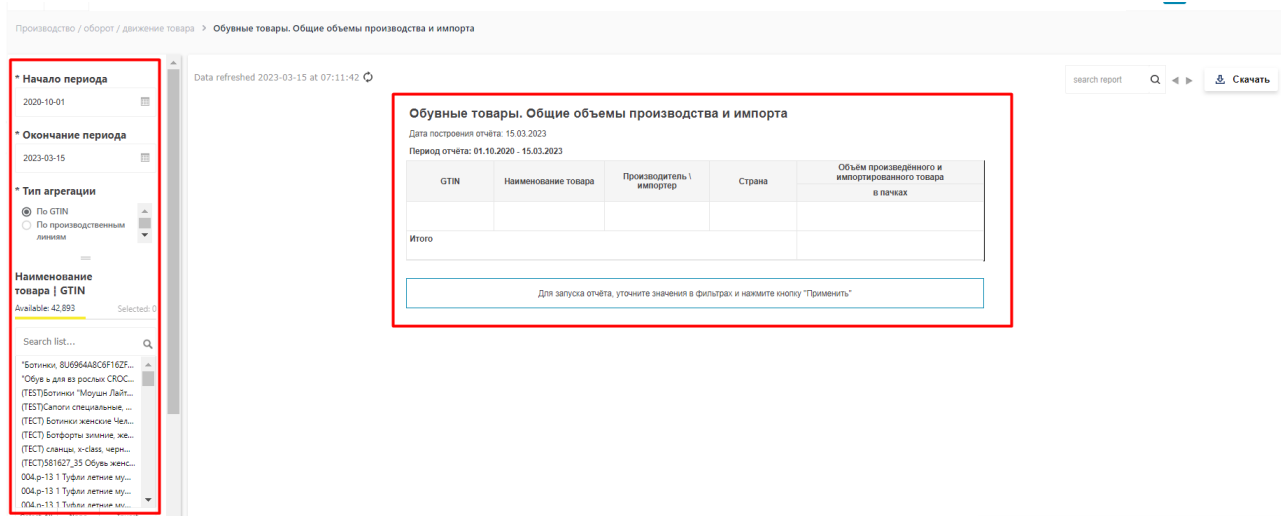 Производство / оборот / движение товара > Обувные товары. Общие объемы производства и импорта
* Начало периода
2020-10-01
* Окончание периода
2023-03-15
* Тип агрегации
По GTIN
По производственным
линиям
Наименование
товара | GTIN
Available: 42,893 Selected: 0
Search list...
"Ботинки, 8U6964A8C6F16ZF...
"Обув ь для вз рослых CROC...
(TEST)Ботинки "Моушн Лайт...
(TEST)Сапоги специальные, ...
(ТЕСТ) Ботинки женские Чел...
(ТЕСТ) Ботфорты зимние, же...
(ТЕСТ) сланцы, x-class, черн...
(ТЕСТ)581627_35 Обувь женс...
004.р-13 1 Туфли летние му...
004.р-13 1 Туфли летние му...
004.р-13 1 Туфли летние му...
Data refreshed 2023-03-15 at 07:11:42
search report
Скачать
Обувные товары. Общие объемы производства и импорта
Дата построения отчёта: 15.03.2023
Период отчёта: 01.10.2020 - 15.03.2023
GTIN
Наименование товара
Производитель \
импортер
Страна
Объём произведённого и
импортированного товара
в пачках
Итого
Для запуска отчёта, уточните значения в фильтрах и нажмите кнопку "Применить"